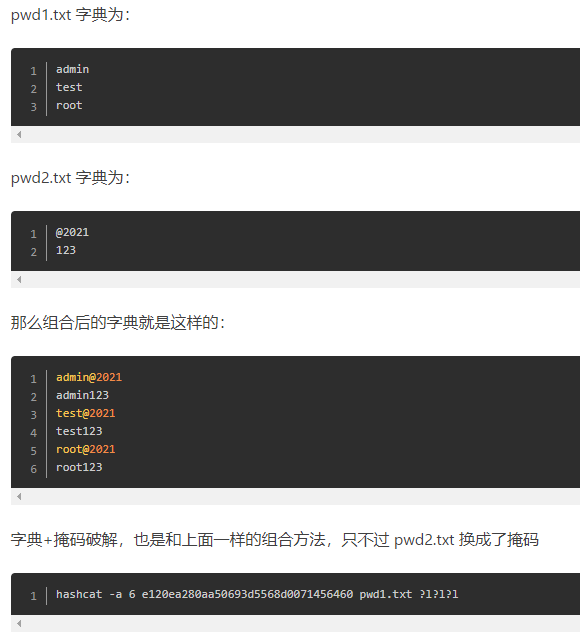 pwd1.txt 字典为：
1 admin
2 test
3 root
pwd2.txt 字典为：
1 @2021
2 123
那么组合后的字典就是这样的：
1 admin@2021
2 admin123
3 test@2021
4 test123
5 root@2021
6 root123
字典+掩码破解，也是和上面一样的组合方法，只不过 pwd2.txt 换成了掩码
1 hashcat -a 6 e120ea280aa50693d5568d0071456460 pwd1.txt ?l?l?l